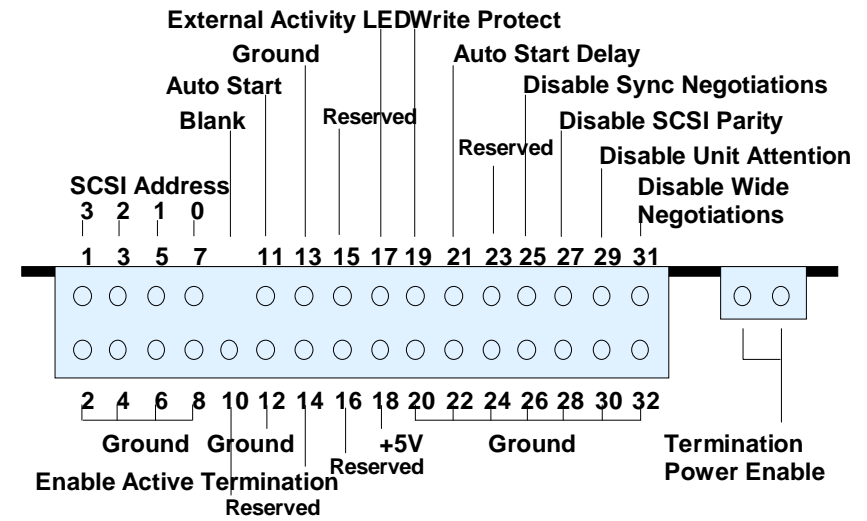 External Activity LED Write Protect
Ground Auto Start Delay
Auto Start Disable Sync Negotiations
Blank Reserved Disable SCSI Parity
Reserved Disable Unit Attention
SCSI Address Disable Wide
Negotiations
3 2 1 0
1 3 5 7 11 13 15 17 19 21 23 25 27 29 31
2 4 6 8 10 12 14 16 18 20 22 24 26 28 30 32
Ground Ground +5V Ground Termination
Power Enable
Reserved
Enable Active Termination
Reserved